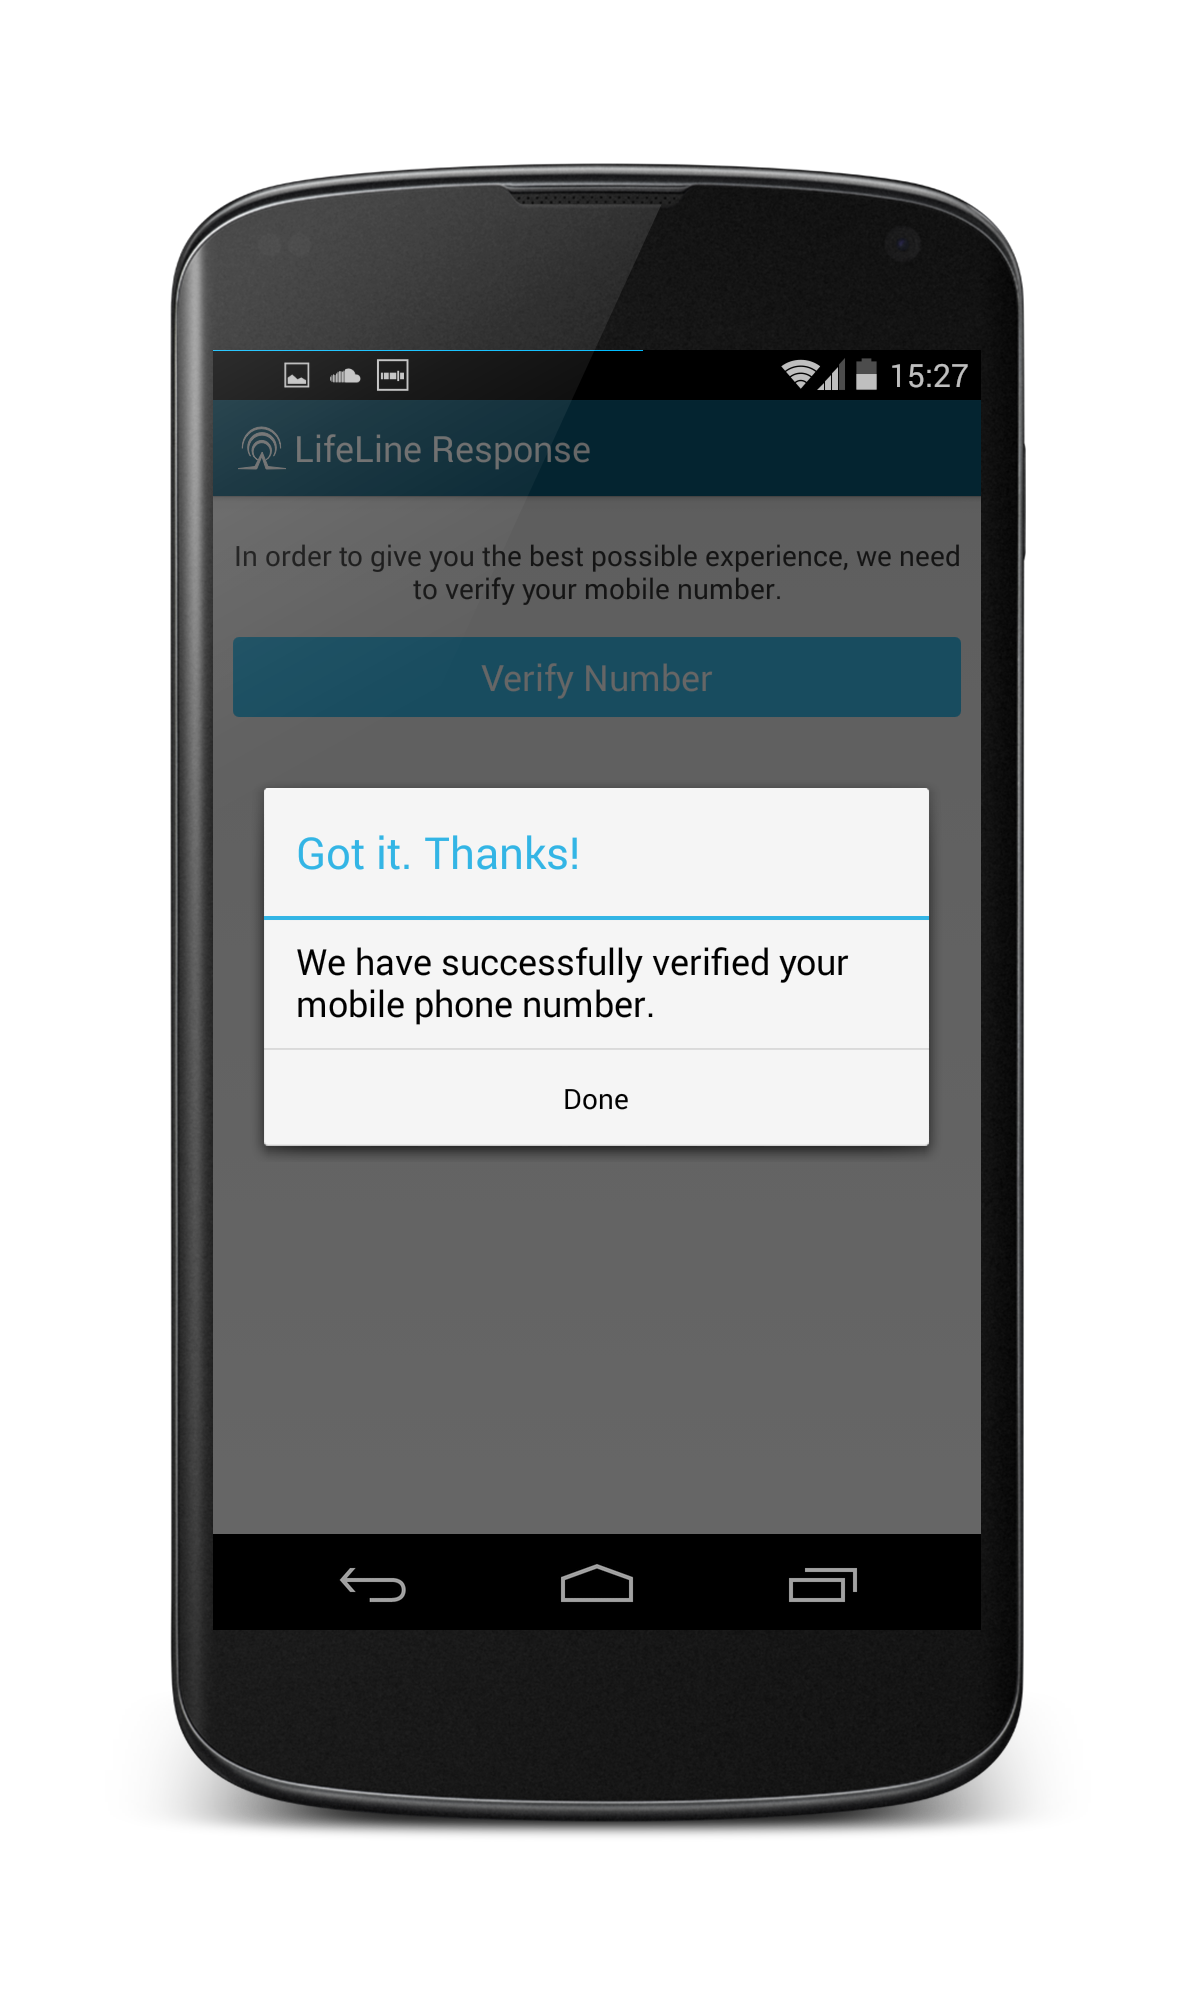 15:27
LifeLine Response
In order to give you the best possible experience, we need
to verify your mobile number.
Verify Number
Got it. Thanks!
We have successfully verified your
mobile phone number.
Done